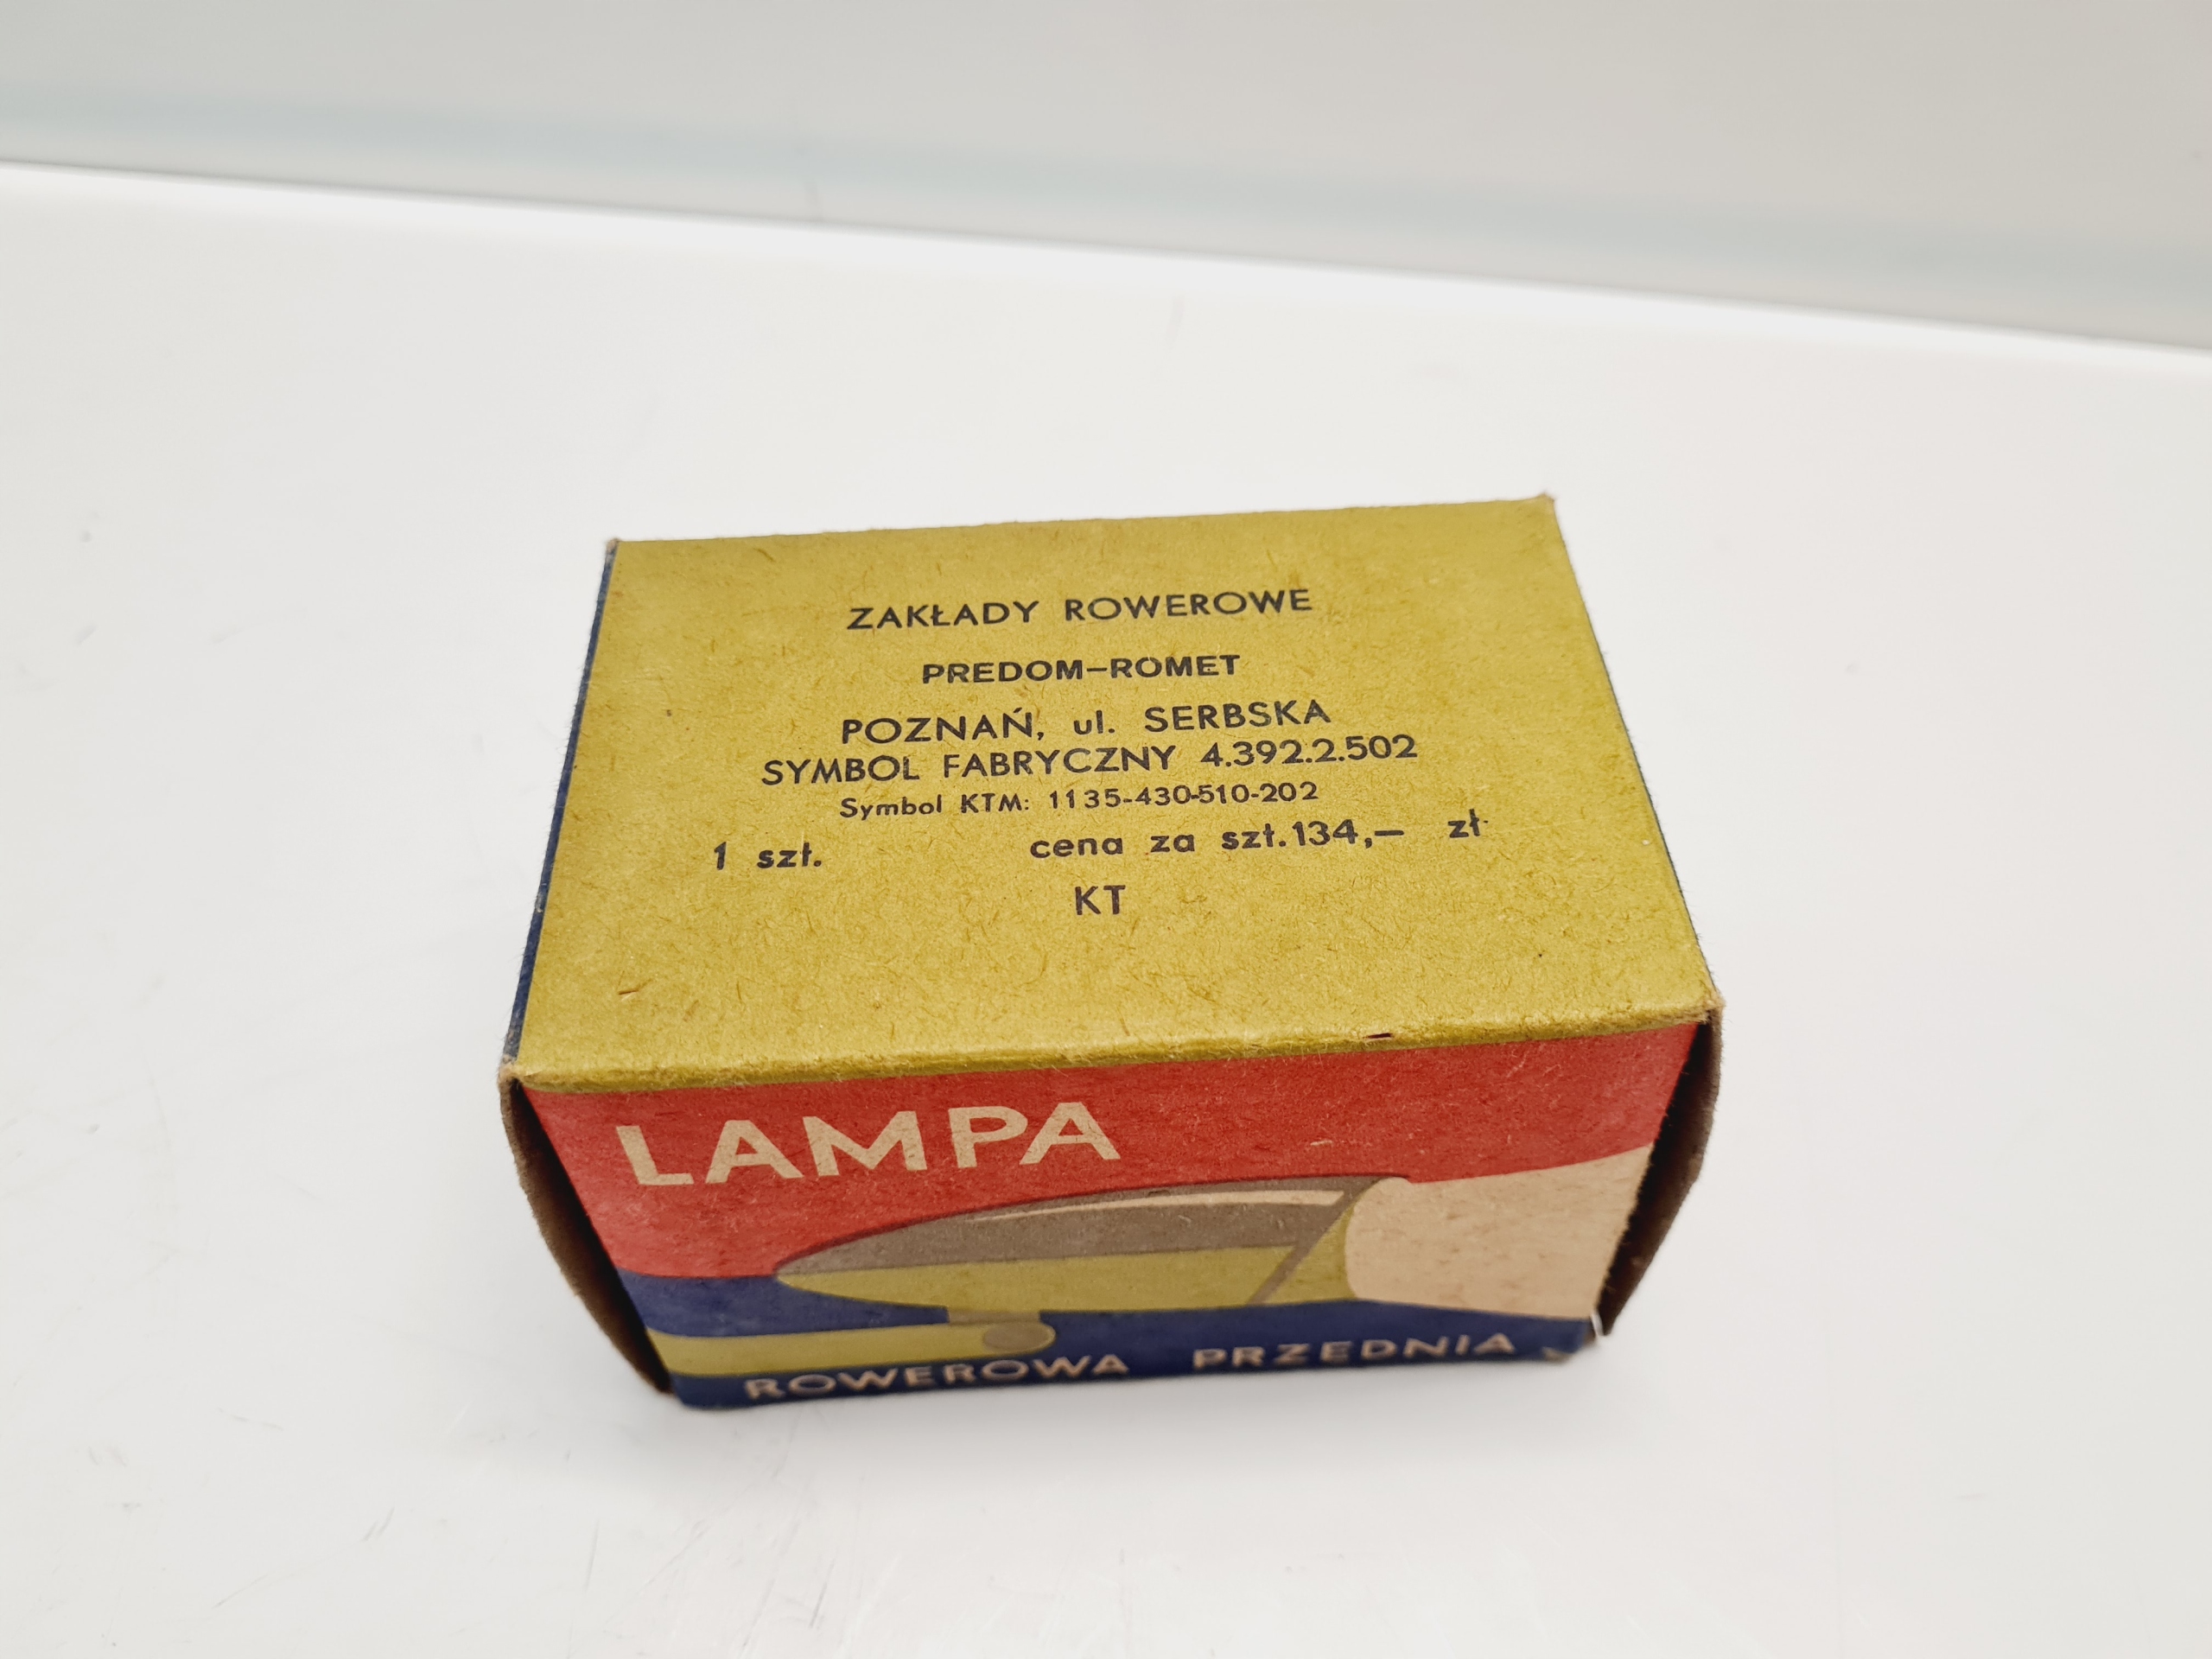 ZAKŁADY ROWEROWE
PREDOM–ROMET
POZNAŃ, ul. SERBSKA
SYMBOL FABRYCZNY 4.392.2.502
Symbol KTM: 1135-430-510-202
1 szt. cena za szt. 134,— zł
KT
LAMPA
ROWEROWA PRZEDNIA